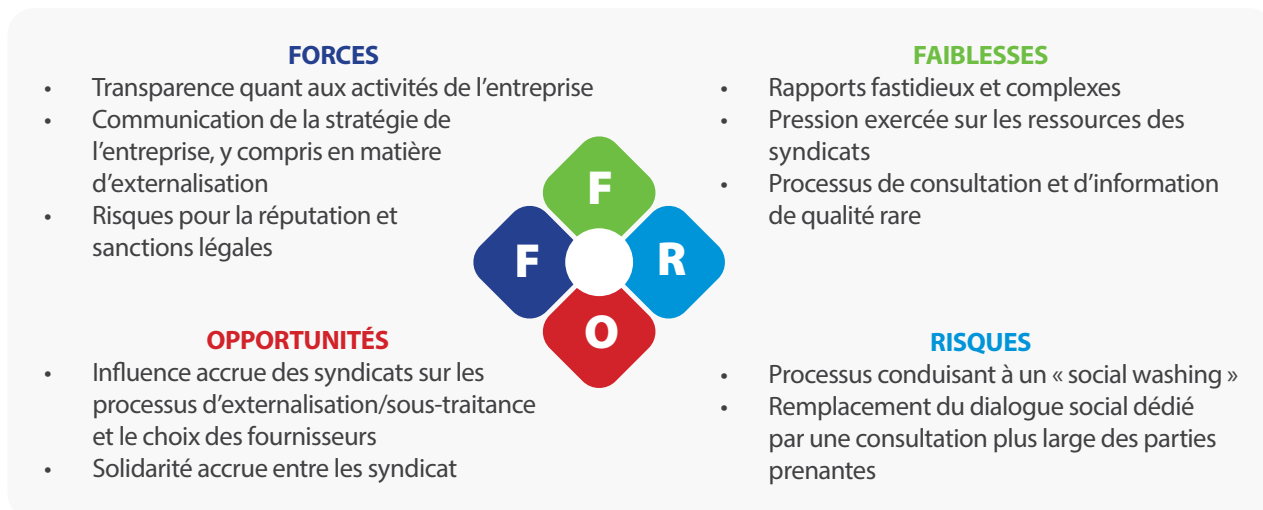 FORCES
• Transparence quant aux activités de l’entreprise
• Communication de la stratégie de
l’entreprise, y compris en matière
d’externalisation
• Risques pour la réputation et
sanctions légales
FAIBLESSES
• Rapports fastidieux et complexes
• Pression exercée sur les ressources des
syndicats
• Processus de consultation et d’information
de qualité rare
F
F
R
O
OPPORTUNITÉS
• Influence accrue des syndicats sur les
processus d’externalisation/sous-traitance
et le choix des fournisseurs
• Solidarité accrue entre les syndicat
RISQUES
• Processus conduisant à un « social washing »
• Remplacement du dialogue social dédié
par une consultation plus large des parties
prenantes